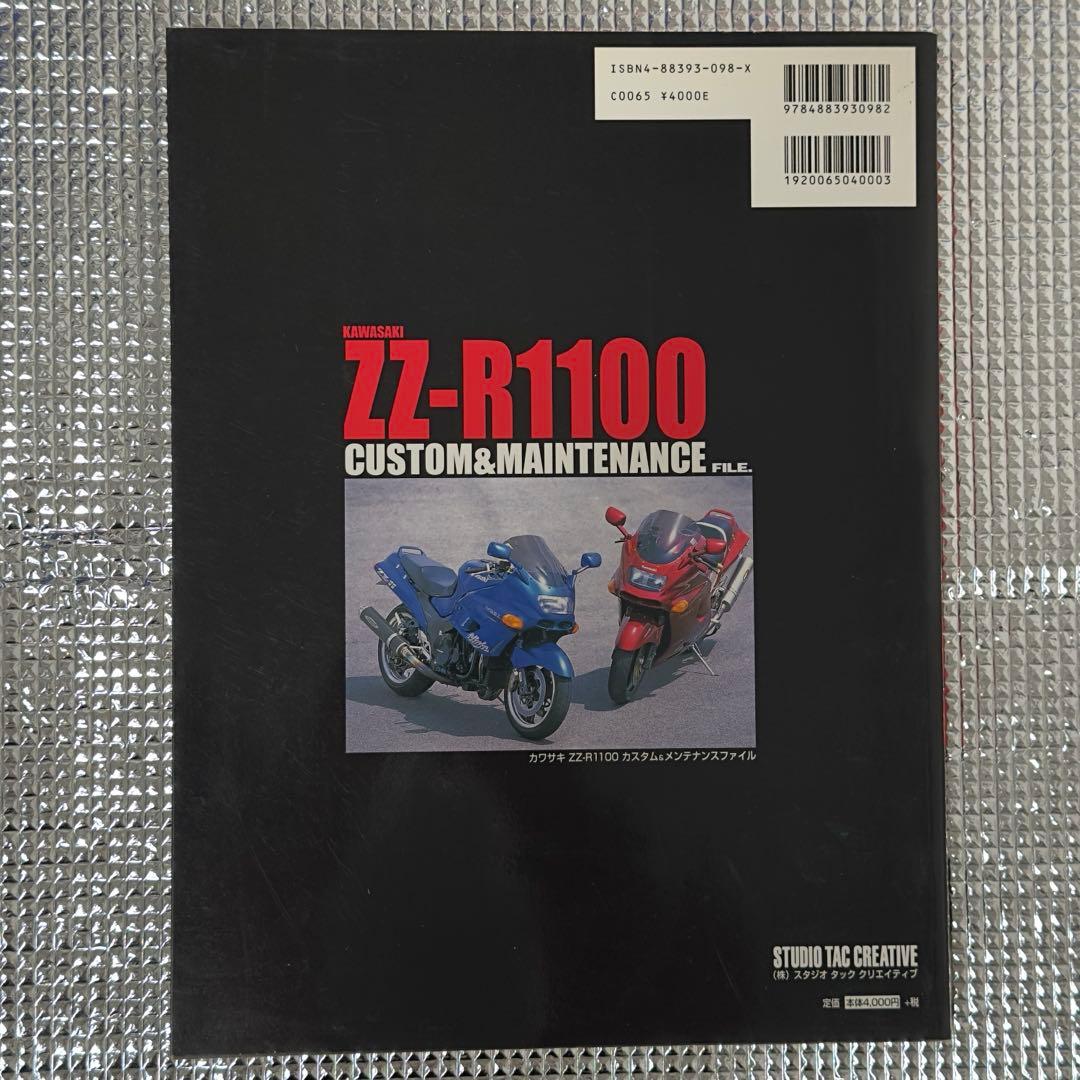 ISBN4-88393-098-X
C0065 ¥4000E
9784883930982
1920065040003
KAWASAKI
ZZ-R1100
CUSTOM&MAINTENANCE FILE.
Ninja
カワサキ ZZ-R1100 カスタム&メンテナンスファイル
STUDIO TAC CREATIVE
(株)スタジオ タック クリエイティブ
定価 本体4,000円 +税